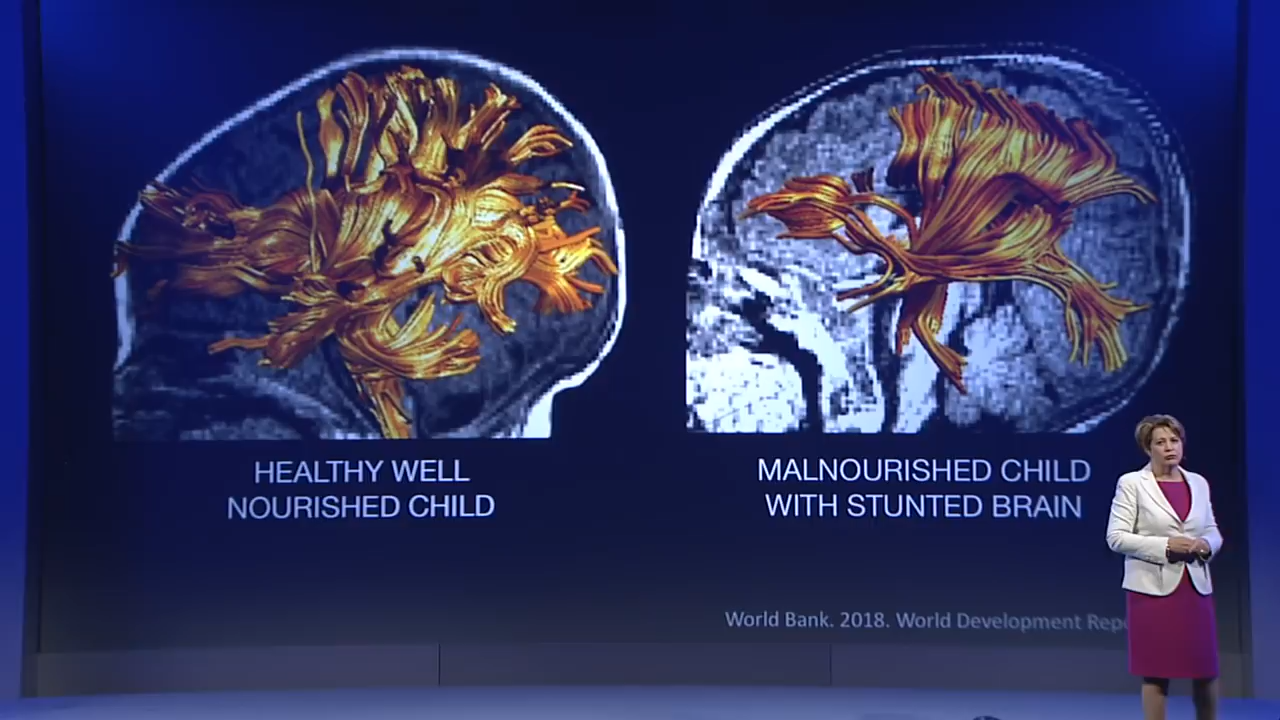 HEALTHY WELL
NOURISHED CHILD
MALNOURISHED CHILD
WITH STUNTED BRAIN
World Bank. 2018. World Development